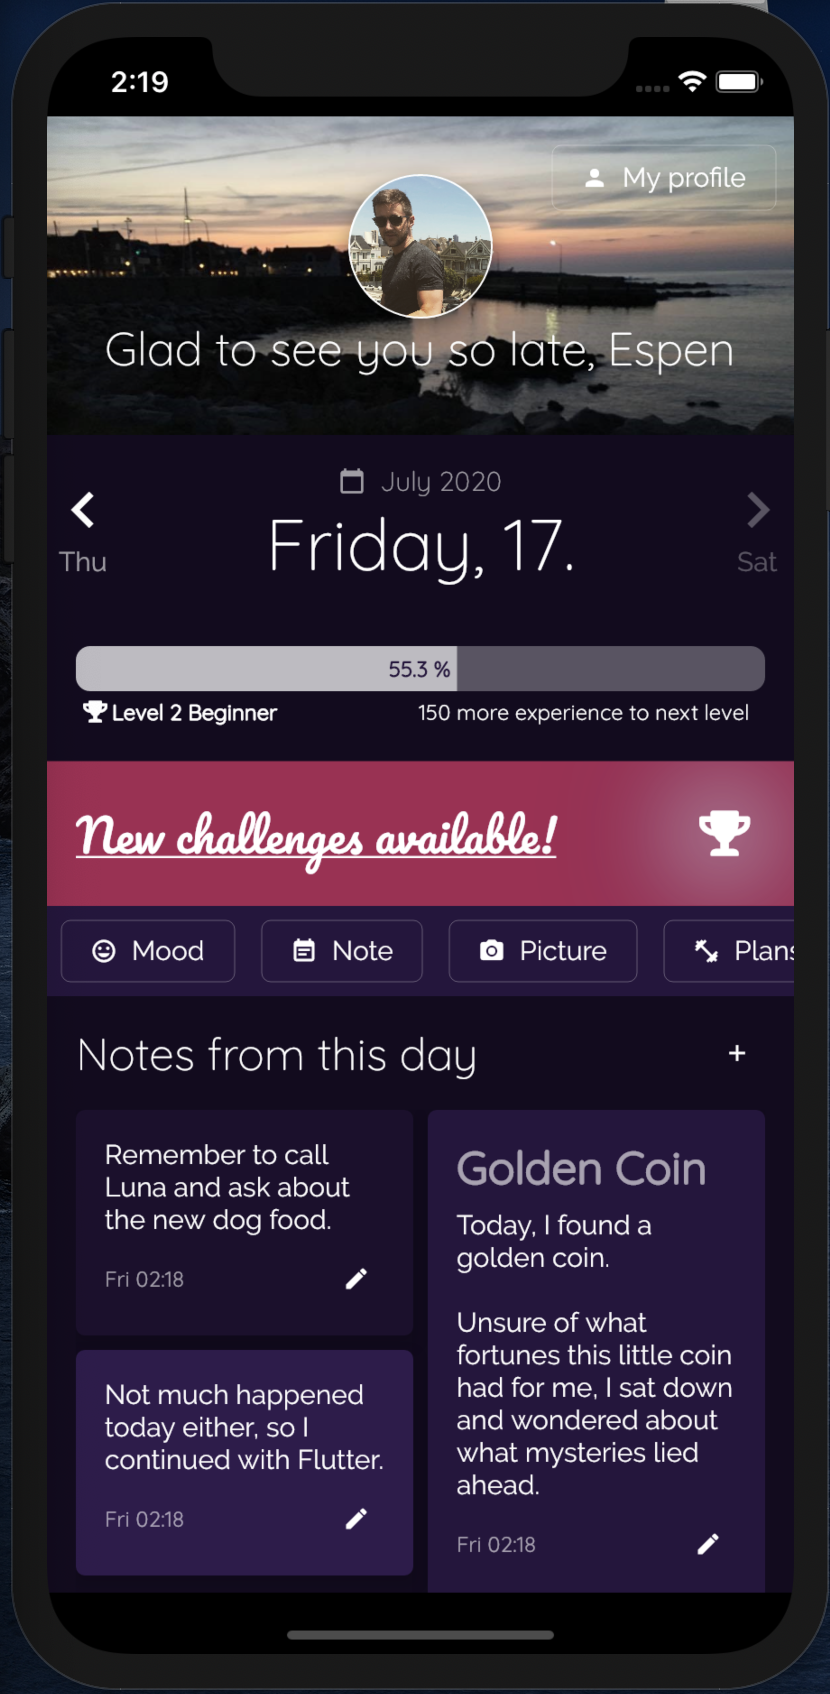 2:19
My profile
Glad to see you so late, Espen
July 2020
Friday, 17.
Thu
Sat
55.3 %
Level 2 Beginner
150 more experience to next level
New challenges available!
Mood
Note
Picture
Plans
Notes from this day
+
Remember to call
Luna and ask about
the new dog food.
Fri 02:18
Not much happened
today either, so I
continued with Flutter.
Fri 02:18
Golden Coin
Today, I found a
golden coin.
Unsure of what
fortunes this little coin
had for me, I sat down
and wondered about
what mysteries lied
ahead.
Fri 02:18